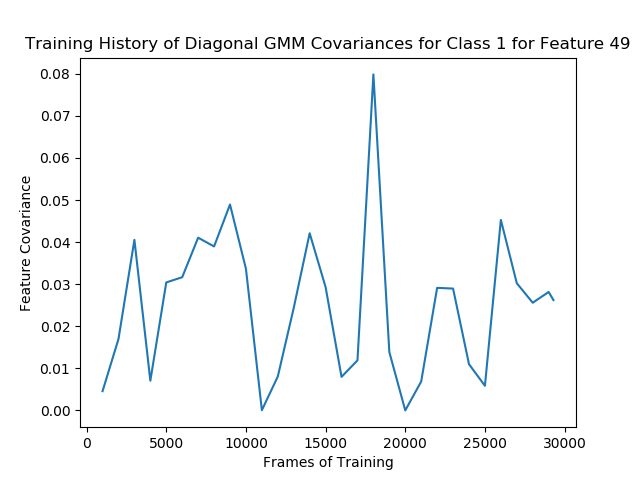 Training History of Diagonal GMM Covariances for Class 1 for Feature 49
0.08
0.07
0.06
0.05
0.04
0.03
0.02
0.01
0.00
Feature Covariance
0 5000 10000 15000 20000 25000 30000
Frames of Training